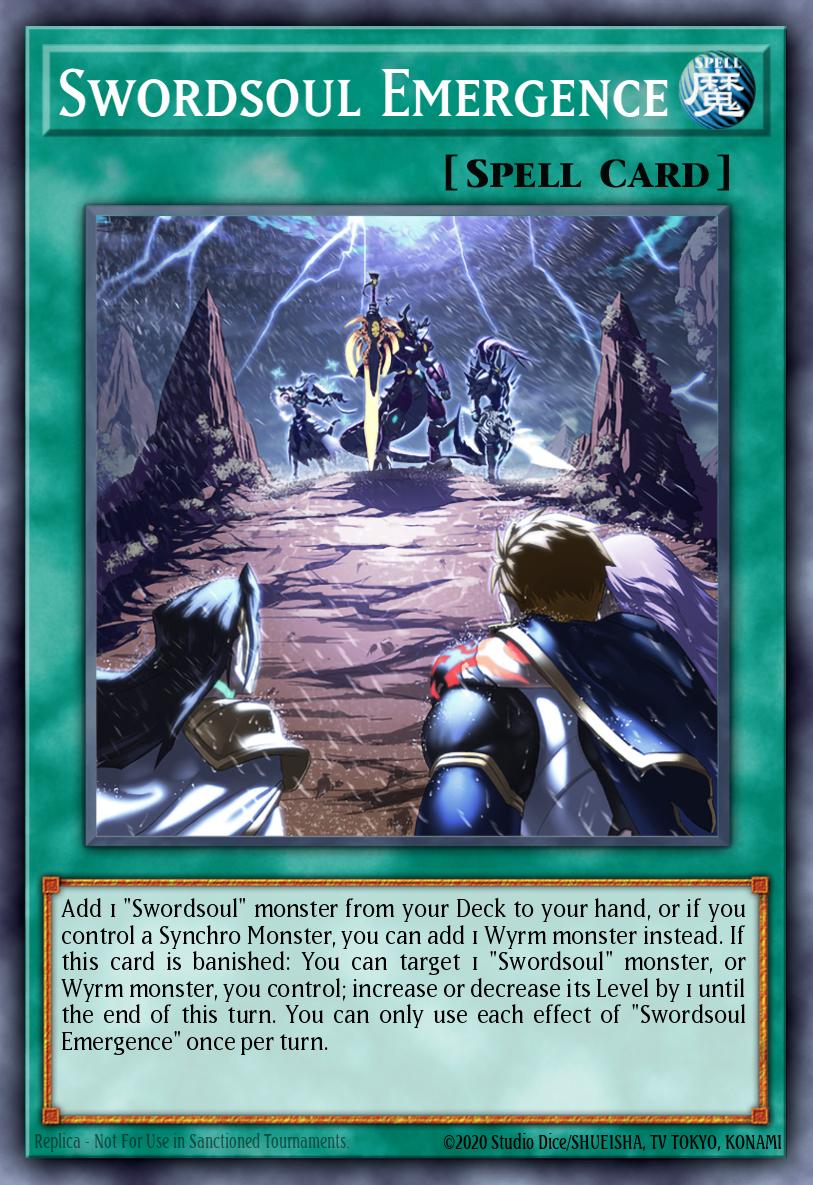 Swordsoul Emergence
SPELL
魔
[Spell Card]
Add 1 "Swordsoul" monster from your Deck to your hand, or if you
control a Synchro Monster, you can add 1 Wyrm monster instead. If
this card is banished: You can target 1 "Swordsoul" monster, or
Wyrm monster, you control; increase or decrease its Level by 1 until
the end of this turn. You can only use each effect of "Swordsoul
Emergence" once per turn.
Replica - Not For Use in Sanctioned Tournaments.
©2020 Studio Dice/SHUEISHA, TV TOKYO, KONAMI